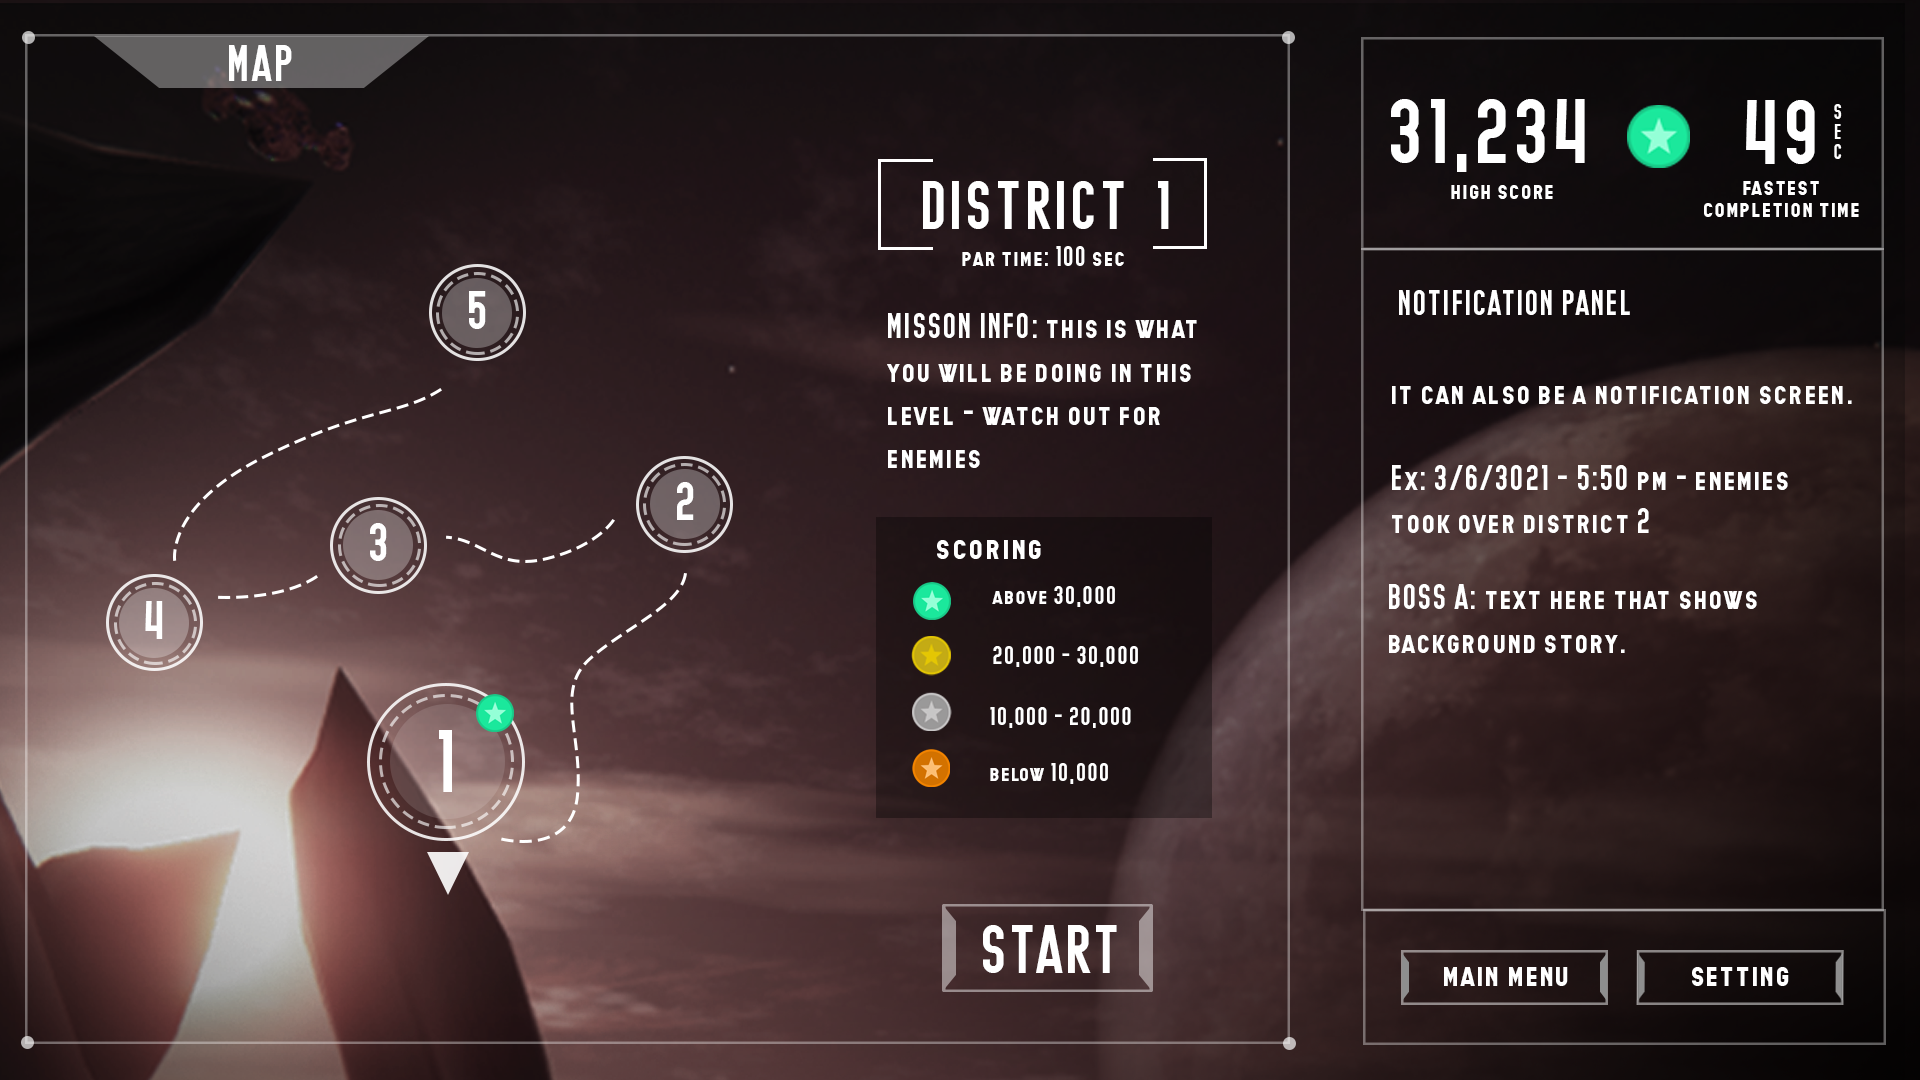 MAP
5
2
3
4
1
DISTRICT 1
PAR TIME: 100 SEC
MISSON INFO: THIS IS WHAT
YOU WILL BE DOING IN THIS
LEVEL - WATCH OUT FOR
ENEMIES
SCORING
ABOVE 30,000
20,000 - 30,000
10,000 - 20,000
BELOW 10,000
START
31,234
HIGH SCORE
49 SEC
FASTEST
COMPLETION TIME
NOTIFICATION PANEL
IT CAN ALSO BE A NOTIFICATION SCREEN.
EX: 3/6/3021 - 5:50 PM - ENEMIES
TOOK OVER DISTRICT 2
BOSS A: TEXT HERE THAT SHOWS
BACKGROUND STORY.
MAIN MENU
SETTING